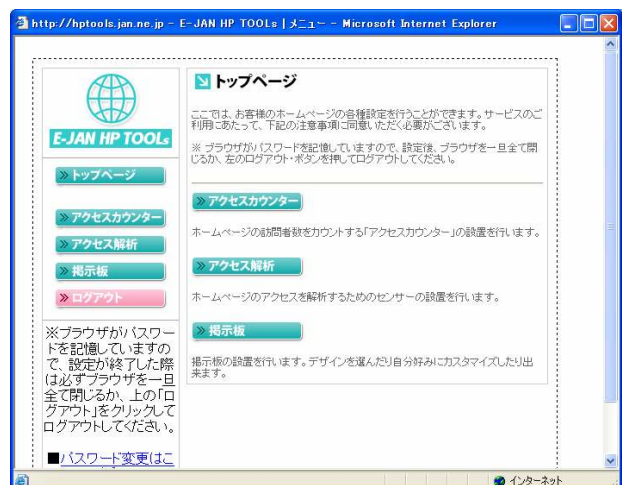 http://hptools.jan.ne.jp - E-JAN HP TOOLs | メニュー - Microsoft Internet Explorer
E-JAN HP TOOLs
トップページ
アクセスカウンター
アクセス解析
掲示板
ログアウト
※ブラウザがパスワー
ドを記憶していますの
で、設定が終了した際
は必ずブラウザを一旦
全て閉じるか、上の「ロ
グアウト」をクリックして
ログアウトしてください。
■パスワード変更はこ
トップページ
ここでは、お客様のホームページの各種設定を行うことができます。サービスのご
利用にあたって、下記の注意事項に同意いただく必要がございます。
※ ブラウザがパスワードを記憶していますので、設定後、ブラウザを一旦全て閉
じるか、左のログアウト・ボタンを押してログアウトしてください。
アクセスカウンター
ホームページの訪問者数をカウントする「アクセスカウンター」の設置を行います。
アクセス解析
ホームページのアクセスを解析するためのセンサーの設置を行います。
掲示板
掲示板の設置を行います。デザインを選んだり自分好みにカスタマイズしたり出
来ます。
インターネット